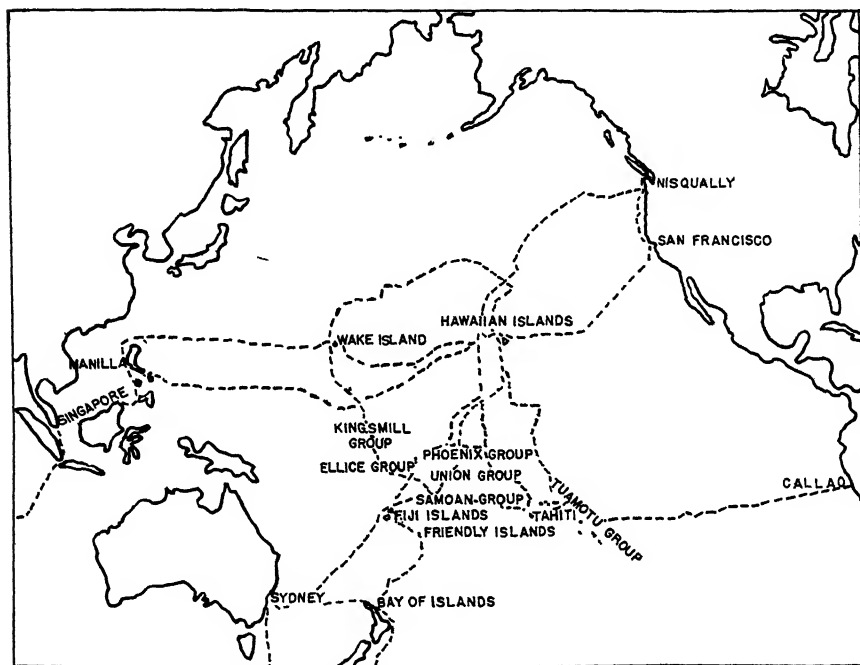 NISQUALLY
SAN FRANCISCO
HAWAIIAN ISLANDS
WAKE ISLAND
MANILLA
SINGAPORE
KINGSMILL
GROUP
PHOENIX GROUP
ELLICE GROUP
UNION GROUP
CALLAO
SAMOAN-GROUP
TUAMOTU GROUP
FIJI ISLANDS
TAHITI
FRIENDLY ISLANDS
SYDNEY
BAY OF ISLANDS